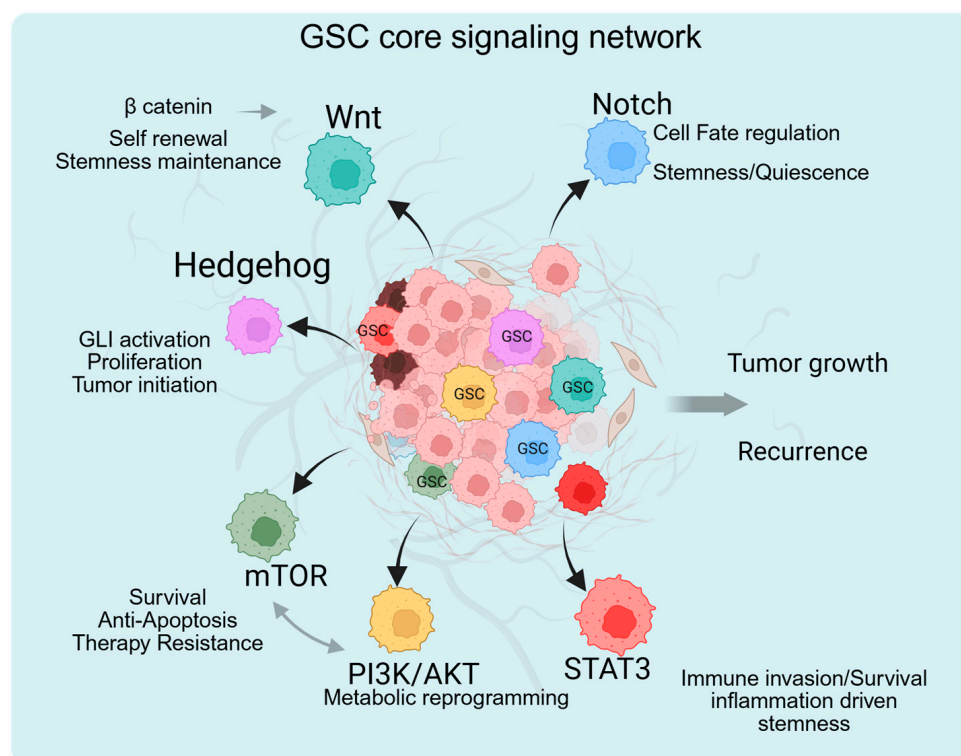 GSC core signaling network
β catenin
Wnt
Self renewal
Stemness maintenance
Notch
Cell Fate regulation
Stemness/Quiescence
Hedgehog
GLI activation
Proliferation
Tumor initiation
GSC
GSC
GSC
GSC
GSC
GSC
Tumor growth
Recurrence
mTOR
Survival
Anti-Apoptosis
Therapy Resistance
PI3K/AKT
Metabolic reprogramming
STAT3
Immune invasion/Survival
inflammation driven
stemness